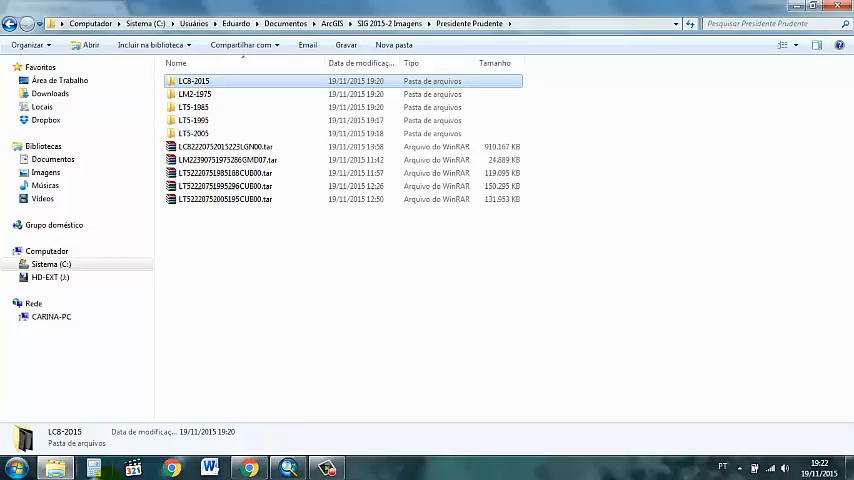 Computador ▸ Sistema (C:) ▸ Usuários ▸ Eduardo ▸ Documentos ▸ ArcGIS ▸ SIG 2015-2 Imagens ▸ Presidente Prudente ▸
Pesquisar Presidente Prudente
Organizar Abrir Incluir na biblioteca Compartilhar com Email Gravar Nova pasta
Nome Data de modificaç... Tipo Tamanho
Favoritos
Área de Trabalho
Downloads
Locais
Dropbox
Bibliotecas
Documentos
Imagens
Músicas
Vídeos
Grupo doméstico
Computador
Sistema (C:)
HD-EXT (J:)
Rede
CARINA-PC
LC8-2015 19/11/2015 19:20 Pasta de arquivos
LM2-1975 19/11/2015 19:20 Pasta de arquivos
LT5-1985 19/11/2015 19:20 Pasta de arquivos
LT5-1995 19/11/2015 19:17 Pasta de arquivos
LT5-2005 19/11/2015 19:18 Pasta de arquivos
LC82220752015223LGN00.tar 19/11/2015 13:58 Arquivo do WinRAR 910.167 KB
LM22390751975286GMD07.tar 19/11/2015 11:42 Arquivo do WinRAR 24.889 KB
LT52220751985188CUB00.tar 19/11/2015 11:57 Arquivo do WinRAR 119.095 KB
LT52220751995296CUB00.tar 19/11/2015 12:26 Arquivo do WinRAR 150.295 KB
LT52220752005195CUB00.tar 19/11/2015 12:50 Arquivo do WinRAR 131.953 KB
LC8-2015 Data de modificaç... 19/11/2015 19:20
Pasta de arquivos
321
PT
19:22
19/11/2015